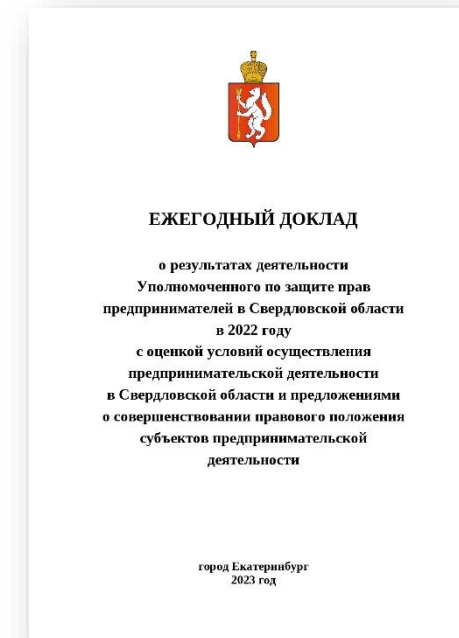 ЕЖЕГОДНЫЙ ДОКЛАД
о результатах деятельности
Уполномоченного по защите прав
предпринимателей в Свердловской области
в 2022 году
с оценкой условий осуществления
предпринимательской деятельности
в Свердловской области и предложениями
о совершенствовании правового положения
субъектов предпринимательской
деятельности
город Екатеринбург
2023 год